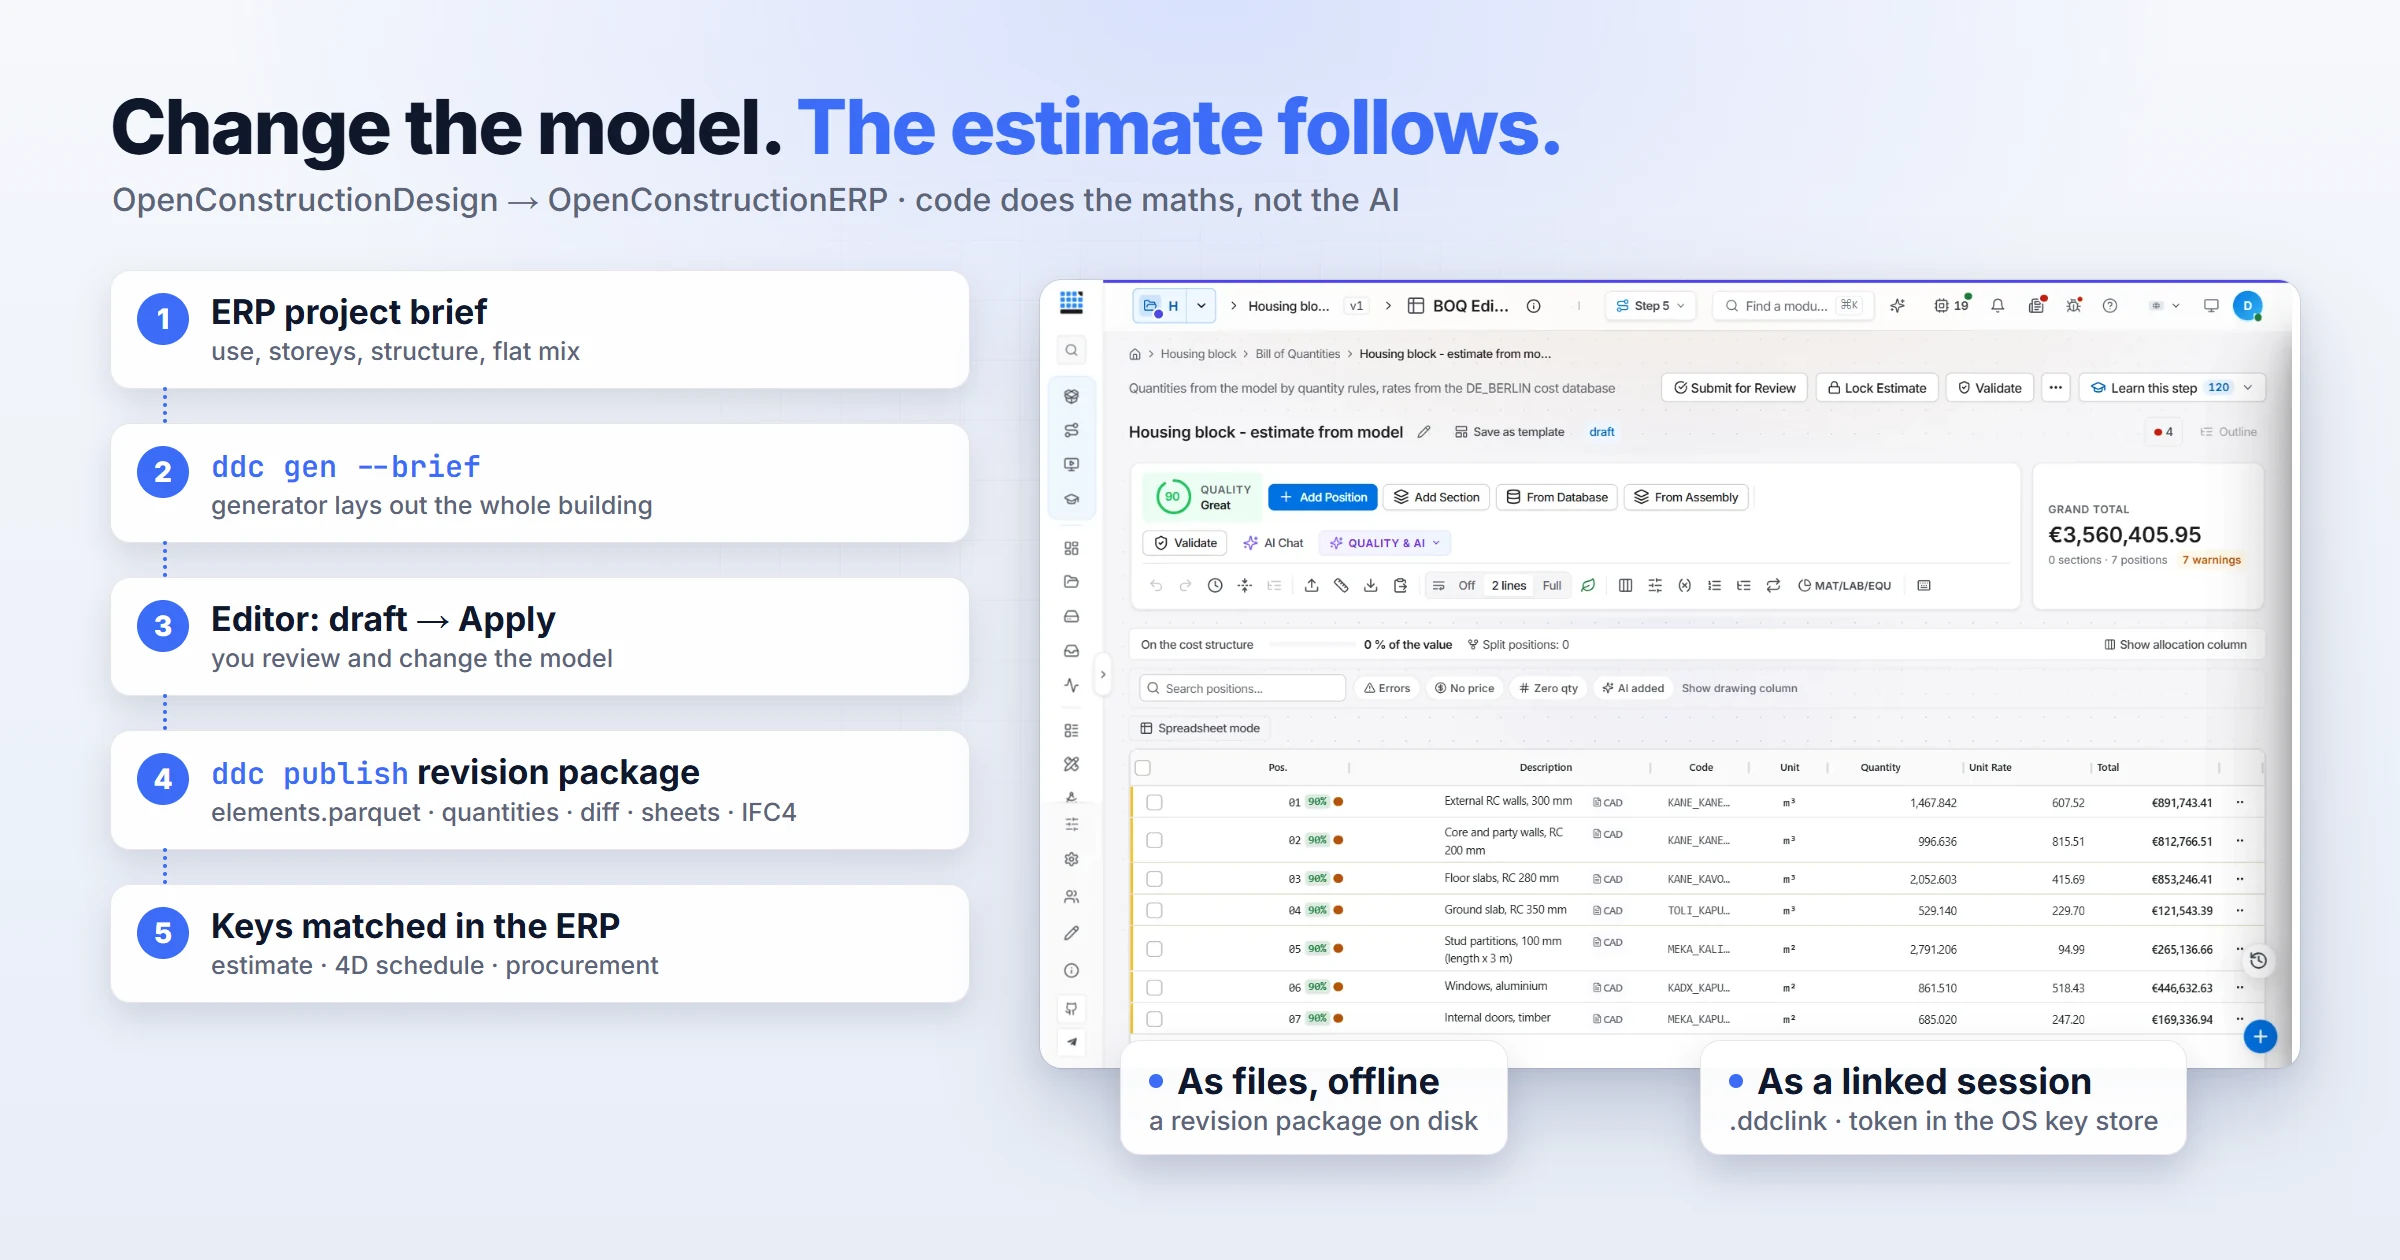 Change the model. The estimate follows.
OpenConstructionDesign → OpenConstructionERP · code does the maths, not the AI
1
ERP project brief
use, storeys, structure, flat mix
2
ddc gen --brief
generator lays out the whole building
3
Editor: draft → Apply
you review and change the model
4
ddc publish revision package
elements.parquet · quantities · diff · sheets · IFC4
5
Keys matched in the ERP
estimate · 4D schedule · procurement
H > Housing blo... v1 > BOQ Edi... Step 5 Find a modu... ⌘K 19 D
> Housing block > Bill of Quantities > Housing block - estimate from mo...
Quantities from the model by quantity rules, rates from the DE_BERLIN cost database Submit for Review Lock Estimate Validate ··· Learn this step 120
Housing block - estimate from model Save as template draft 4 Outline
90 QUALITY Great + Add Position Add Section From Database From Assembly
Validate AI Chat QUALITY & AI
Off 2 lines Full MAT/LAB/EQU
GRAND TOTAL
€3,560,405.95
0 sections · 7 positions 7 warnings
On the cost structure 0 % of the value Split positions: 0 Show allocation column
Search positions... Errors No price # Zero qty AI added Show drawing column
Spreadsheet mode
Pos. Description Code Unit Quantity Unit Rate Total
01 90% External RC walls, 300 mm CAD KANE_KANE... m³ 1,467.842 607.52 €891,743.41
02 90% Core and party walls, RC 200 mm CAD KANE_KANE... m³ 996.636 815.51 €812,766.51
03 90% Floor slabs, RC 280 mm CAD KANE_KAVO... m³ 2,052.603 415.69 €853,246.41
04 90% Ground slab, RC 350 mm CAD TOLI_KAPU... m³ 529.140 229.70 €121,543.39
05 90% Stud partitions, 100 mm (length x 3 m) CAD MEKA_KALI... m² 2,791.206 94.99 €265,136.66
06 90% Windows, aluminium CAD KADX_KAPU... m² 861.510 518.43 €446,632.63
07 90% Internal doors, timber CAD MEKA_KAPU... m² 685.020 247.20 €169,336.94
As files, offline
a revision package on disk
As a linked session
.ddclink · token in the OS key store